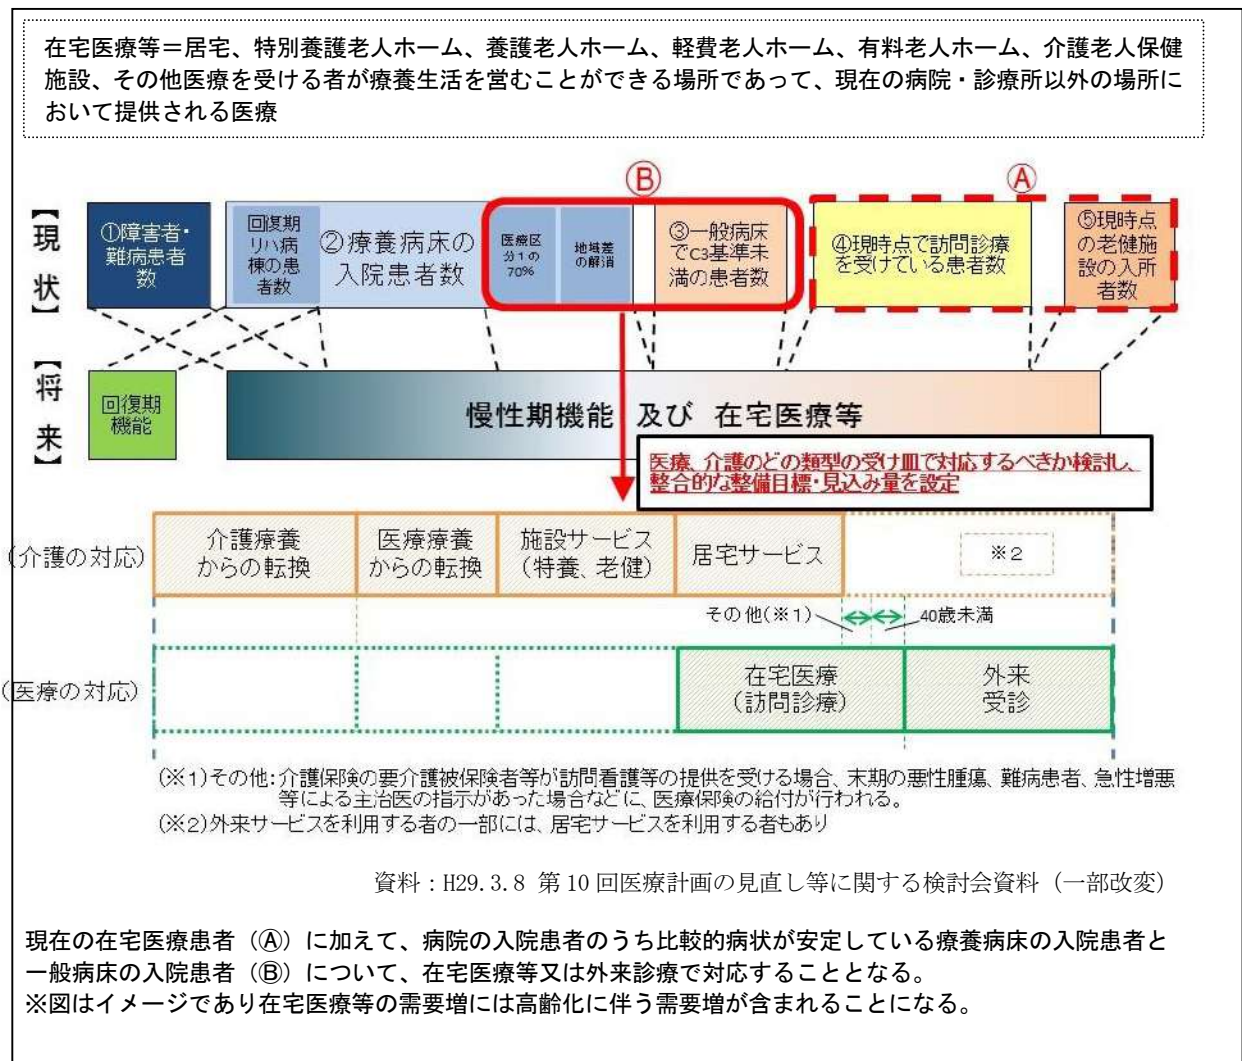 在宅医療等＝居宅、特別養護老人ホーム、養護老人ホーム、軽費老人ホーム、有料老人ホーム、介護老人保健
施設、その他医療を受ける者が療養生活を営むことができる場所であって、現在の病院・診療所以外の場所に
おいて提供される医療
Ⓑ
Ⓐ
【現状】
①障害者・
難病患者
数
回復期
リハ病
棟の患
者数
②療養病床の
入院患者数
医療区
分１の
70%
地域差
の解消
③一般病床
でC3基準未
満の患者数
④現時点で訪問診療
を受けている患者数
⑤現時点
の老健施
設の入所
者数
【将来】
回復期
機能
慢性期機能 及び 在宅医療等
医療、介護のどの類型の受け皿で対応するべきか検討し、
整合的な整備目標・見込み量を設定
(介護の対応)
介護療養
からの転換
医療療養
からの転換
施設サービス
(特養、老健)
居宅サービス
※２
その他(※１)
40歳未満
(医療の対応)
在宅医療
(訪問診療)
外来
受診
(※１)その他：介護保険の要介護被保険者等が訪問看護等の提供を受ける場合、末期の悪性腫瘍、難病患者、急性増悪
等による主治医の指示があった場合などに、医療保険の給付が行われる。
(※２)外来サービスを利用する者の一部には、居宅サービスを利用する者もあり
資料：H29.3.8 第10回医療計画の見直し等に関する検討会資料（一部改変）
現在の在宅医療患者（Ⓐ）に加えて、病院の入院患者のうち比較的病状が安定している療養病床の入院患者と
一般病床の入院患者（Ⓑ）について、在宅医療等又は外来診療で対応することとなる。
※図はイメージであり在宅医療等の需要増には高齢化に伴う需要増が含まれることになる。